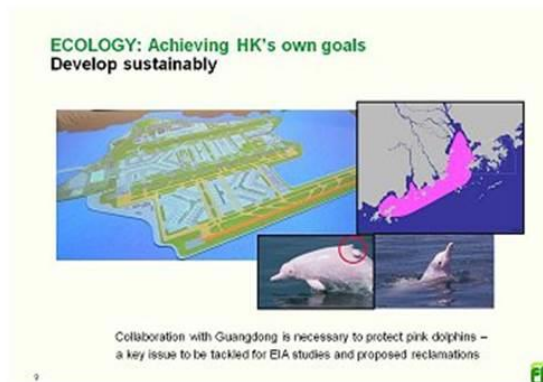 ECOLOGY: Achieving HK's own goals
Develop sustainably
Collaboration with Guangdong is necessary to protect pink dolphins –
a key issue to be tackled for EIA studies and proposed reclamations
9